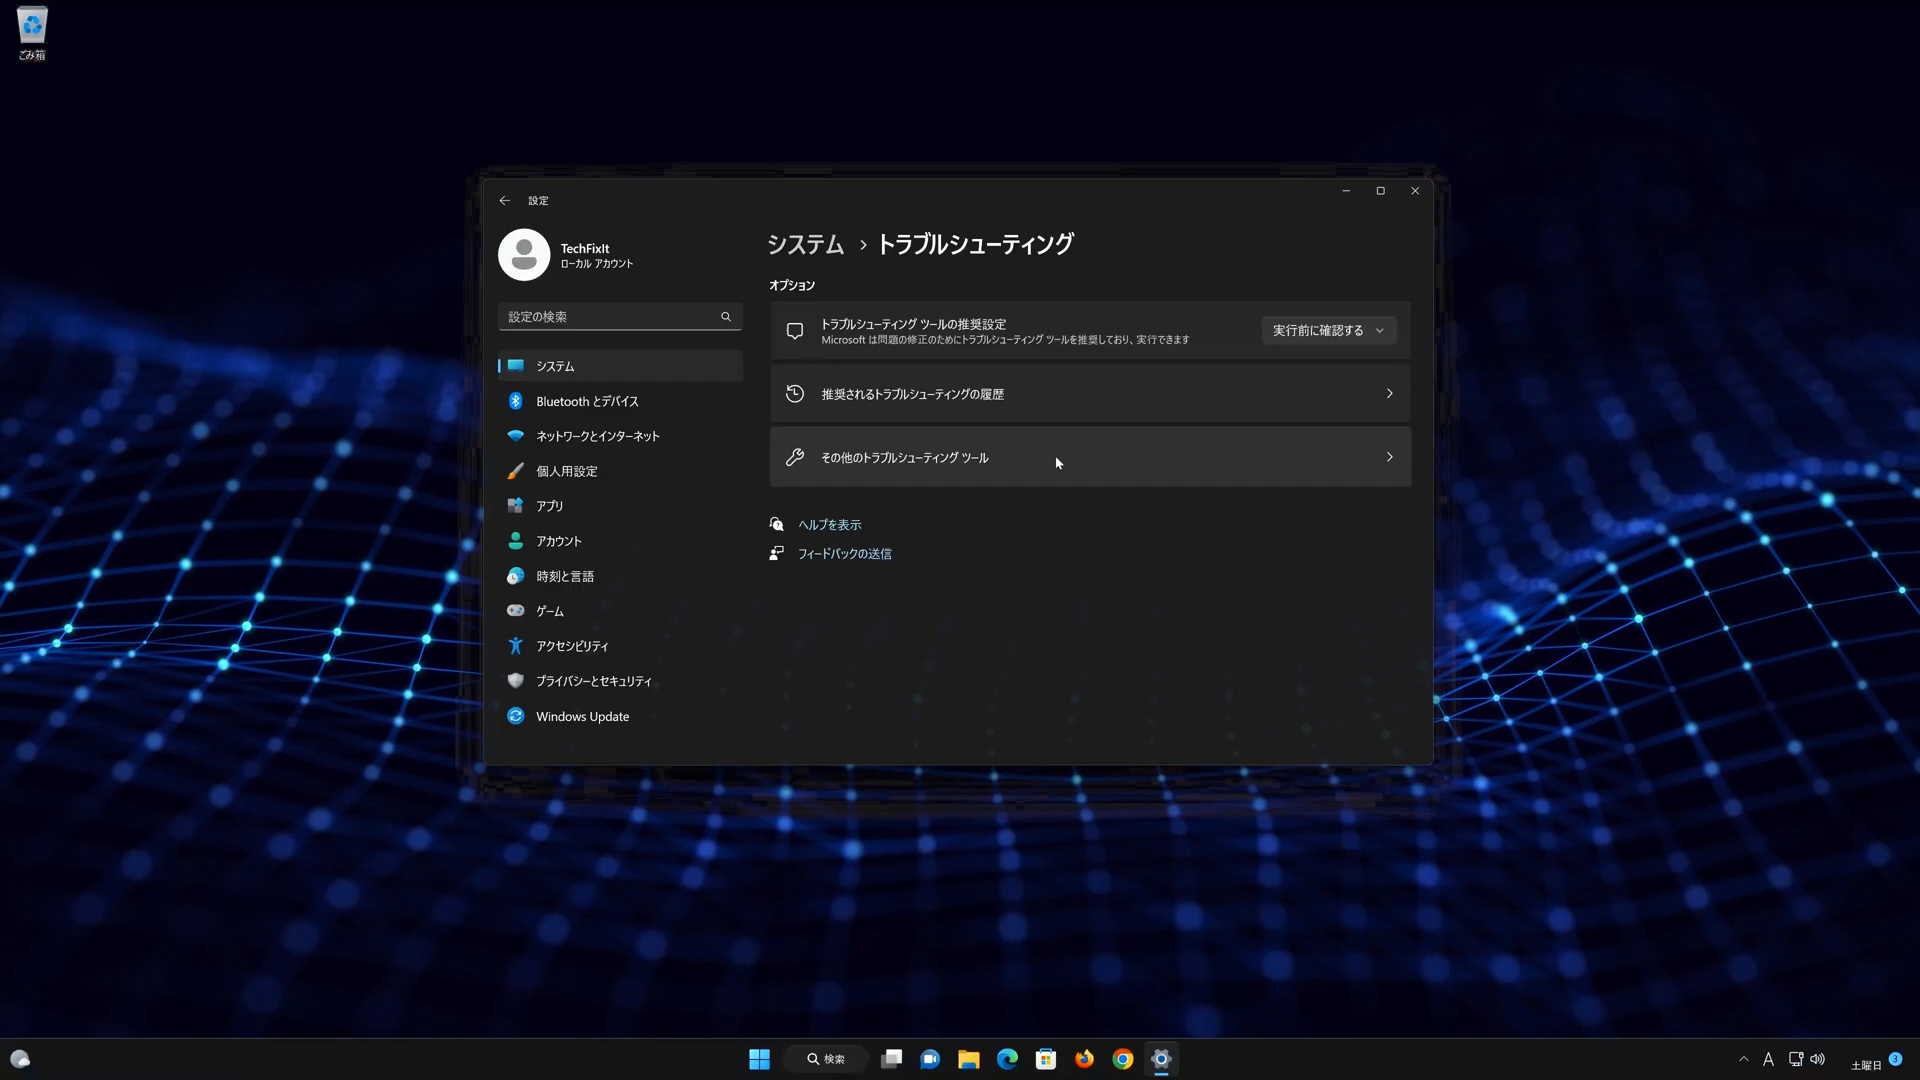 ごみ箱
設定
TechFixIt
ローカル アカウント
設定の検索
システム
Bluetooth とデバイス
ネットワークとインターネット
個人用設定
アプリ
アカウント
時刻と言語
ゲーム
アクセシビリティ
プライバシーとセキュリティ
Windows Update
システム › トラブルシューティング
オプション
トラブルシューティング ツールの推奨設定
Microsoft は問題の修正のためにトラブルシューティング ツールを推奨しており、実行できます
実行前に確認する
推奨されるトラブルシューティングの履歴
その他のトラブルシューティング ツール
ヘルプを表示
フィードバックの送信
検索
A
土曜日
3